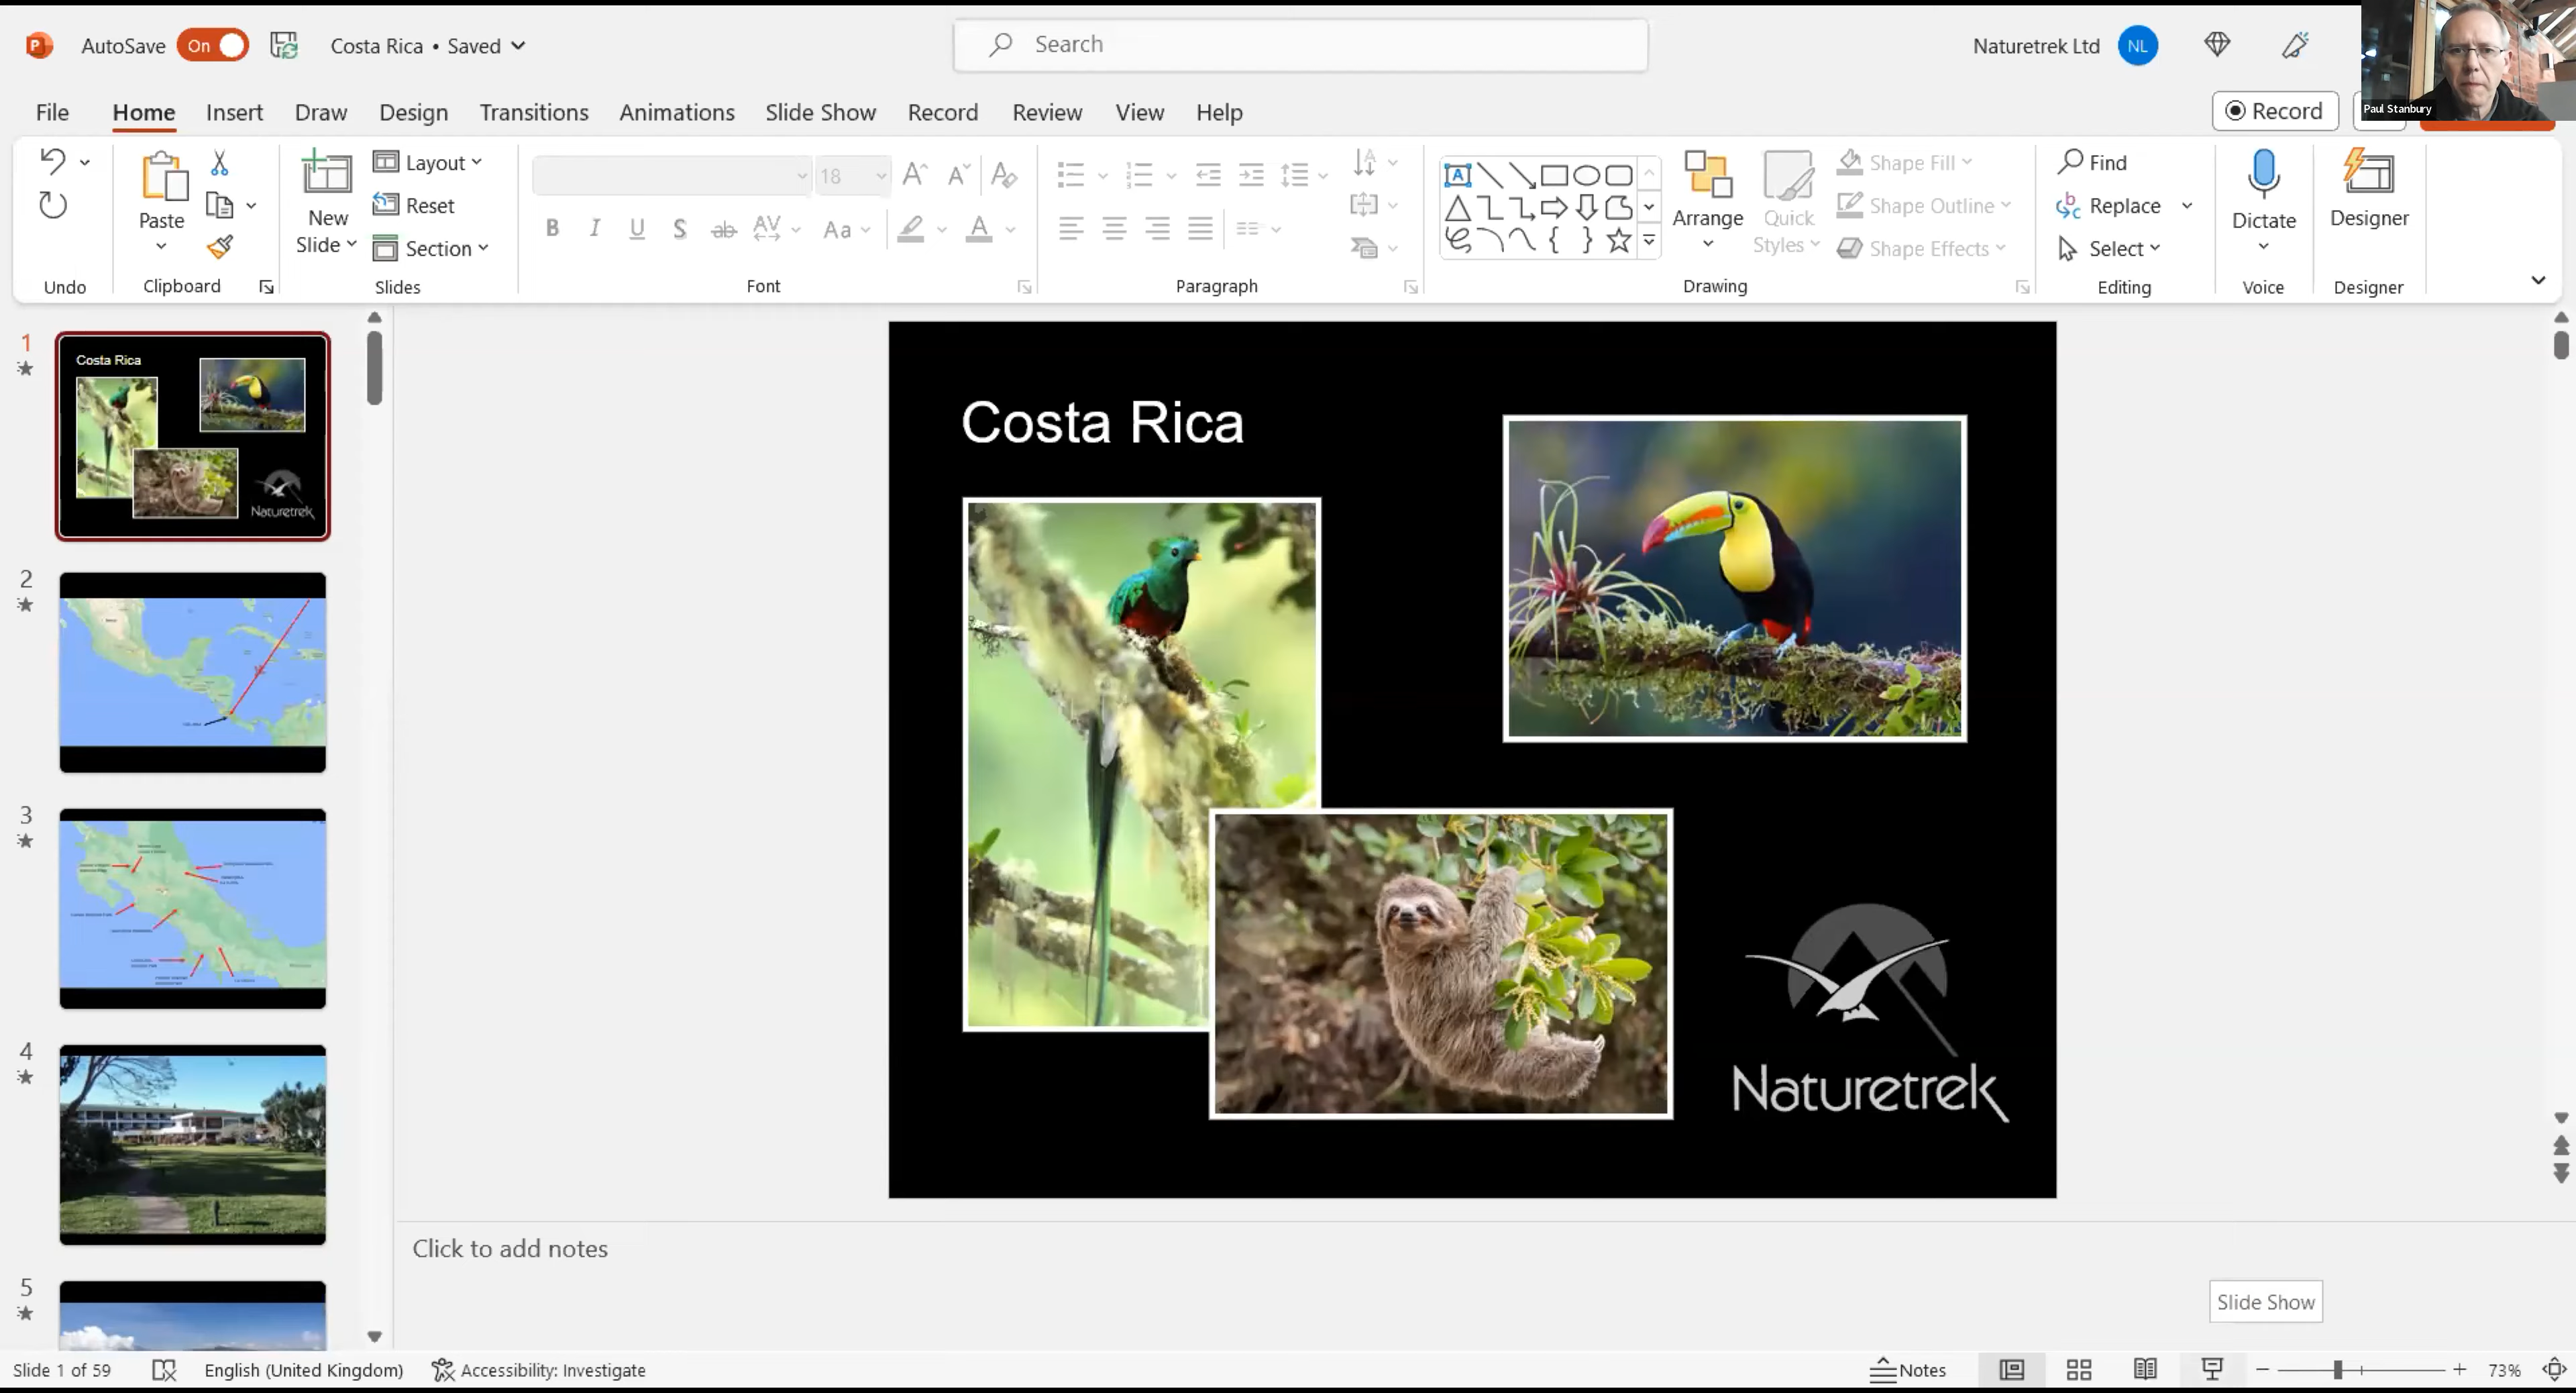 AutoSave On Costa Rica • Saved
Search
Naturetrek Ltd NL
Paul Stanbury
File Home Insert Draw Design Transitions Animations Slide Show Record Review View Help
Record
Paste
New
Slide
Layout
Reset
Section
18
B I U S ab AV Aa A
Arrange
Quick
Styles
Shape Fill
Shape Outline
Shape Effects
Find
Replace
Select
Dictate
Designer
Undo Clipboard Slides Font Paragraph Drawing Editing Voice Designer
1
Costa Rica
Naturetrek
2
3
4
5
Costa Rica
Naturetrek
Click to add notes
Slide Show
Slide 1 of 59 English (United Kingdom) Accessibility: Investigate Notes 73%